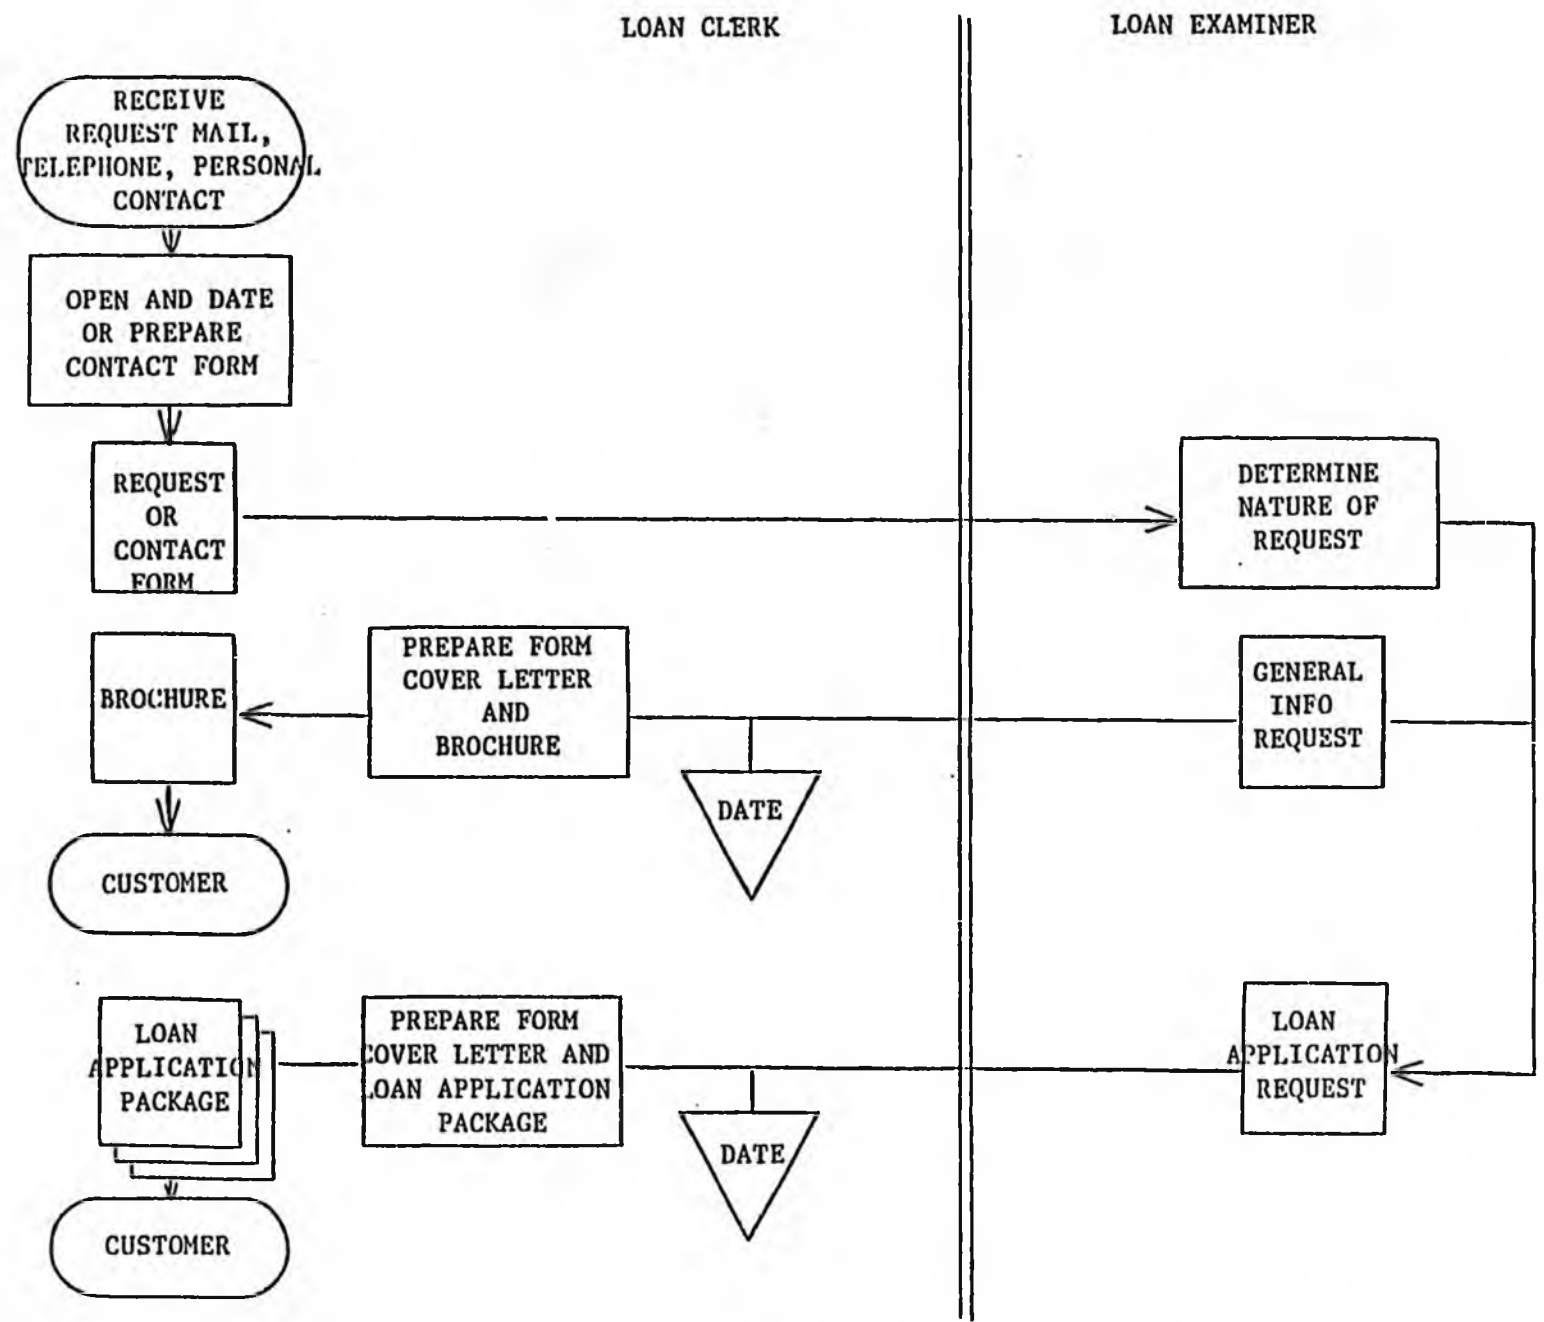 LOAN CLERK
LOAN EXAMINER
RECEIVE
REQUEST MAIL,
TELEPHONE, PERSONAL
CONTACT
OPEN AND DATE
OR PREPARE
CONTACT FORM
REQUEST
OR
CONTACT
FORM
DETERMINE
NATURE OF
REQUEST
BROCHURE
PREPARE FORM
COVER LETTER
AND
BROCHURE
DATE
GENERAL
INFO
REQUEST
CUSTOMER
LOAN
APPLICATION
PACKAGE
PREPARE FORM
COVER LETTER AND
LOAN APPLICATION
PACKAGE
DATE
LOAN
APPLICATION
REQUEST
CUSTOMER